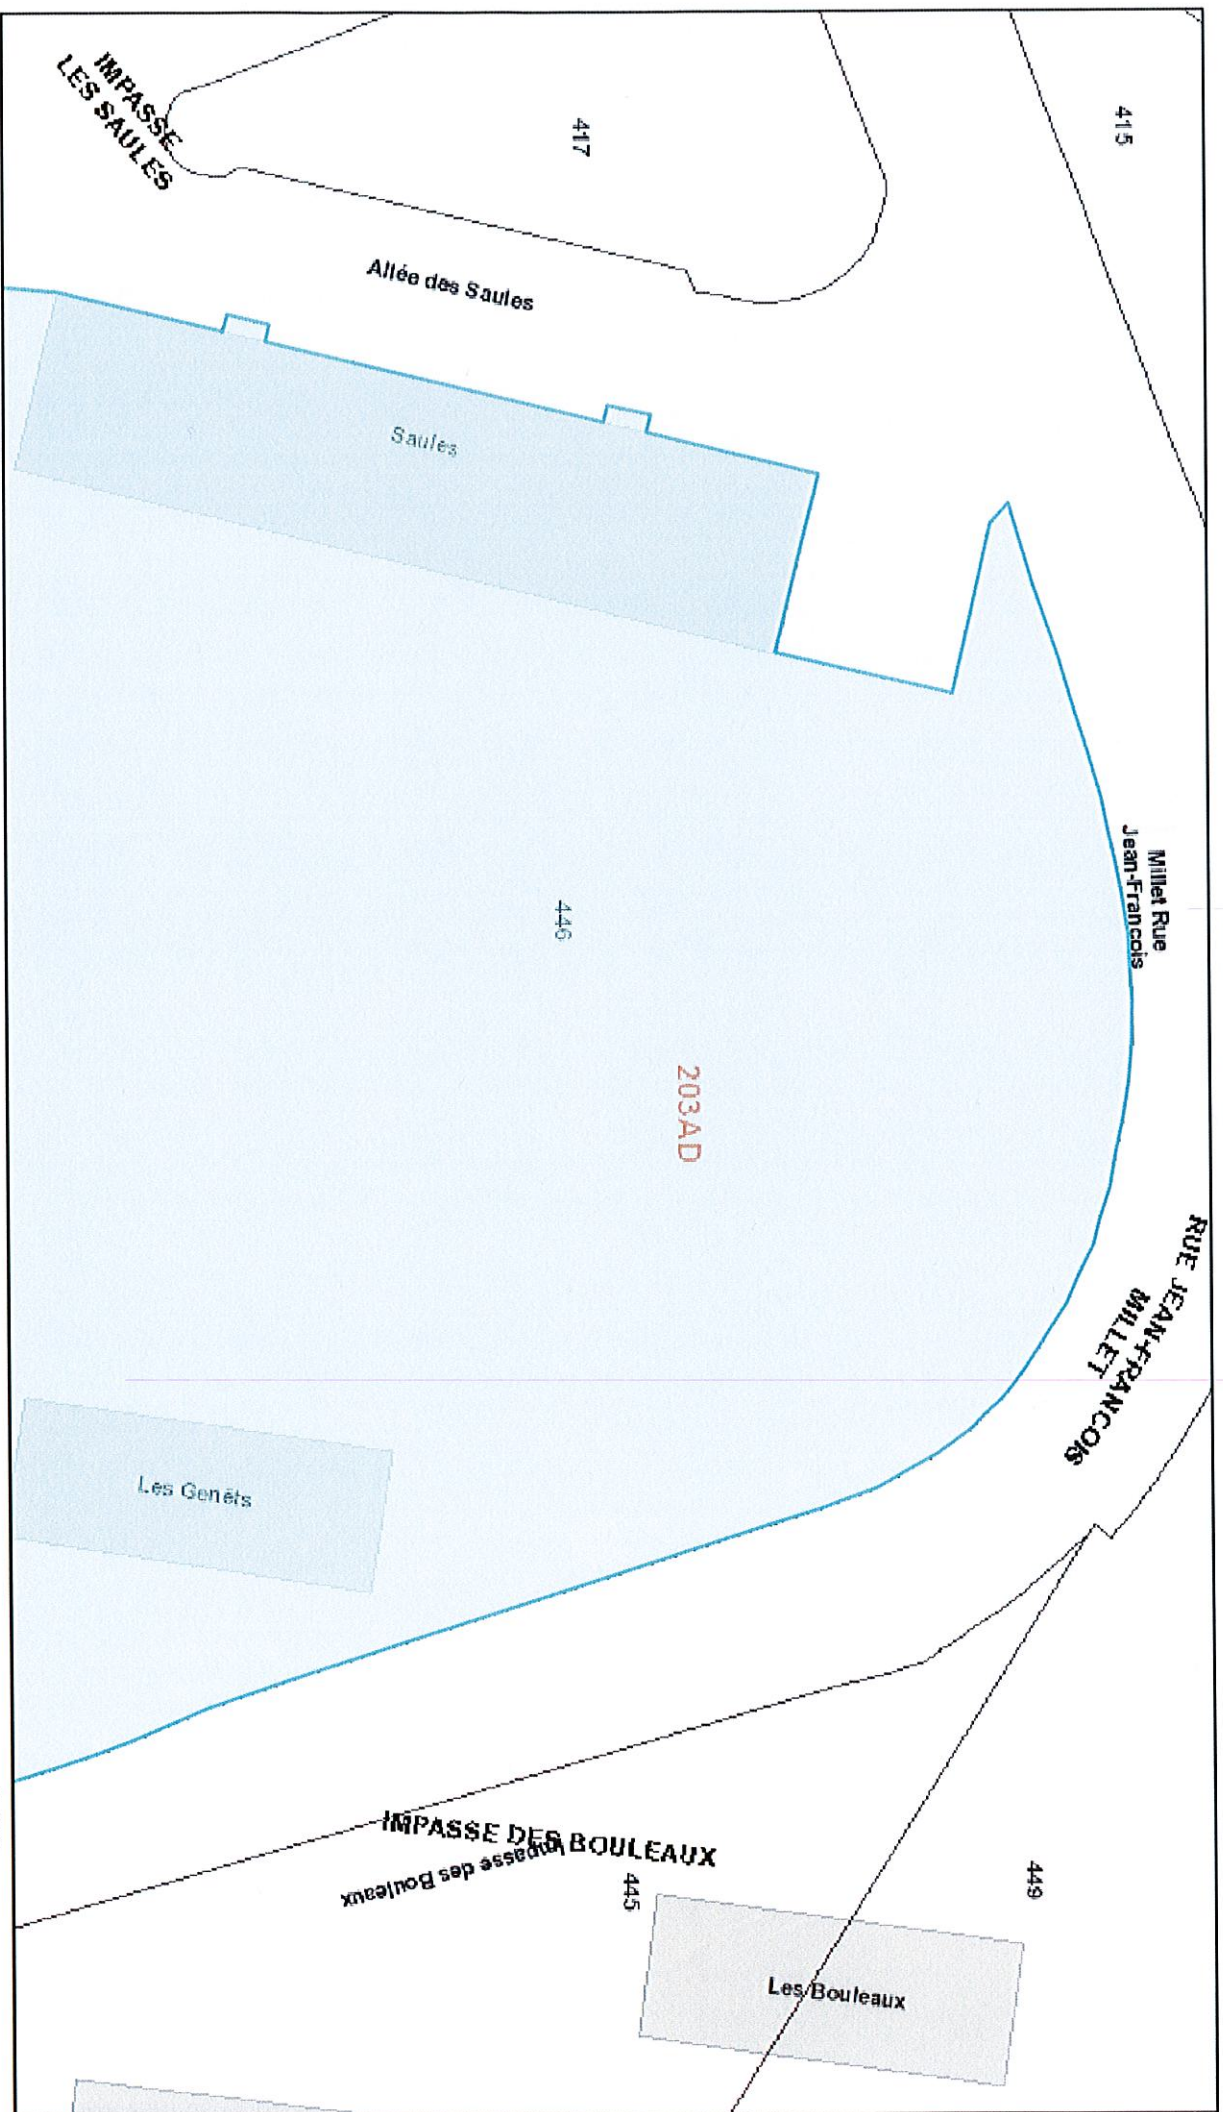 IMPASSE
LES SAULES
417
415
Allée des Saules
Saules
Millet Rue
Jean-Francois
446
203AD
RUE JEAN-FRANCOIS
MILLET
Les Genêts
IMPASSE DES BOULEAUX
Impasse des Bouleaux
445
449
Les Bouleaux